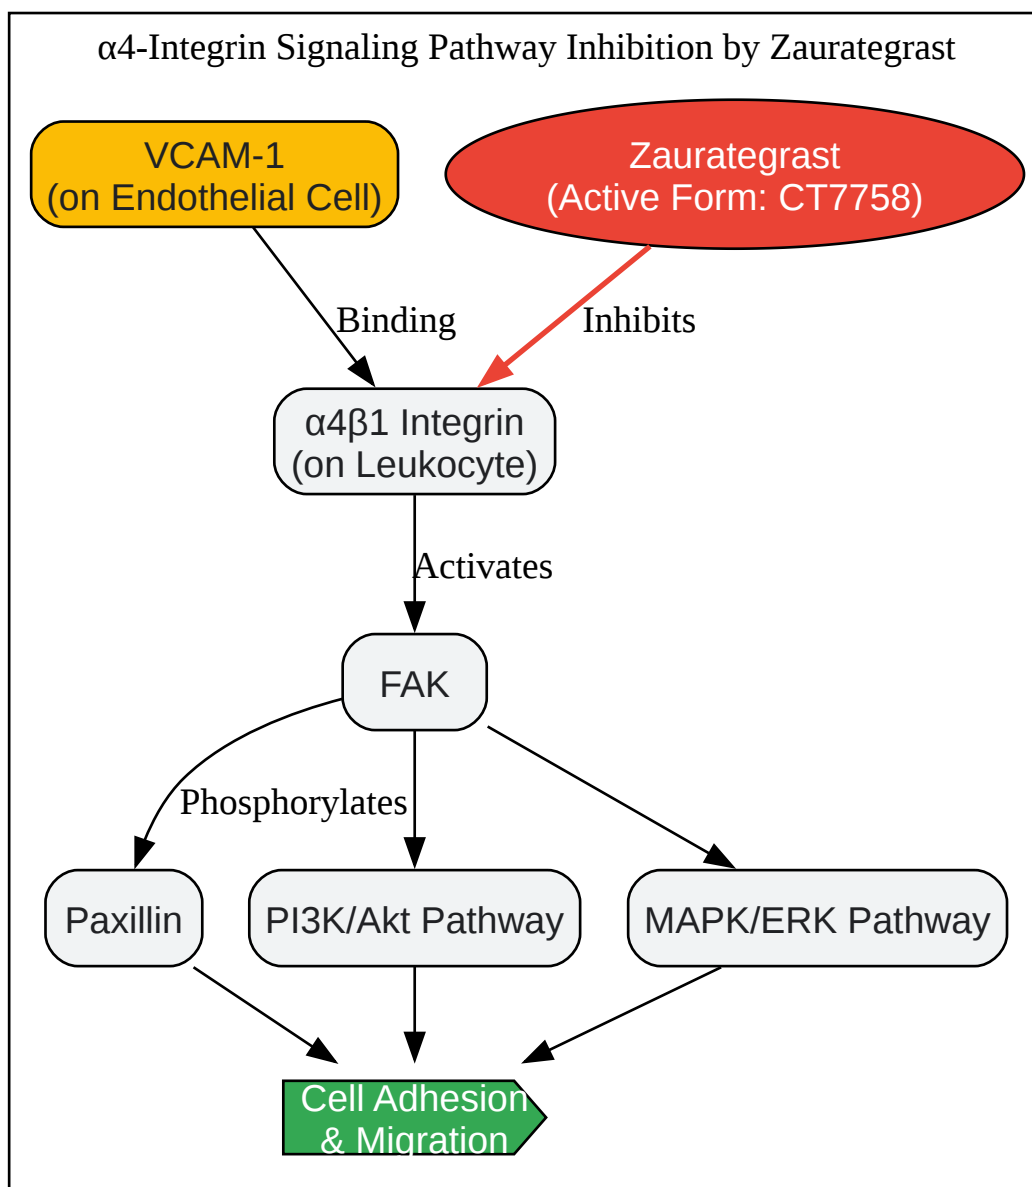 α4-Integrin Signaling Pathway Inhibition by Zaurategrast
VCAM-1
(on Endothelial Cell)
Zaurategrast
(Active Form: CT7758)
Binding
Inhibits
α4β1 Integrin
(on Leukocyte)
Activates
FAK
Phosphorylates
Paxillin
PI3K/Akt Pathway
MAPK/ERK Pathway
Cell Adhesion
& Migration